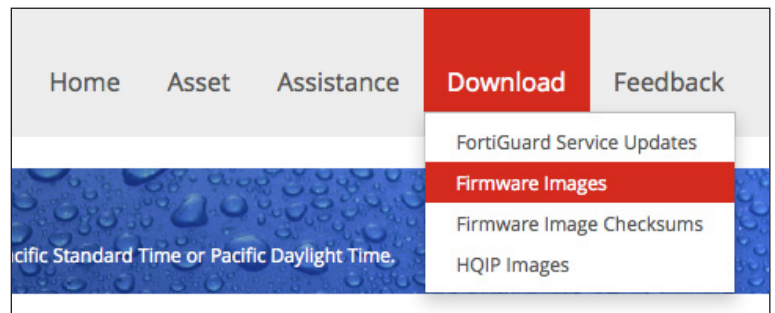 Home Asset Assistance Download Feedback
FortiGuard Service Updates
Firmware Images
Firmware Image Checksums
HQIP Images
cific Standard Time or Pacific Daylight Time.